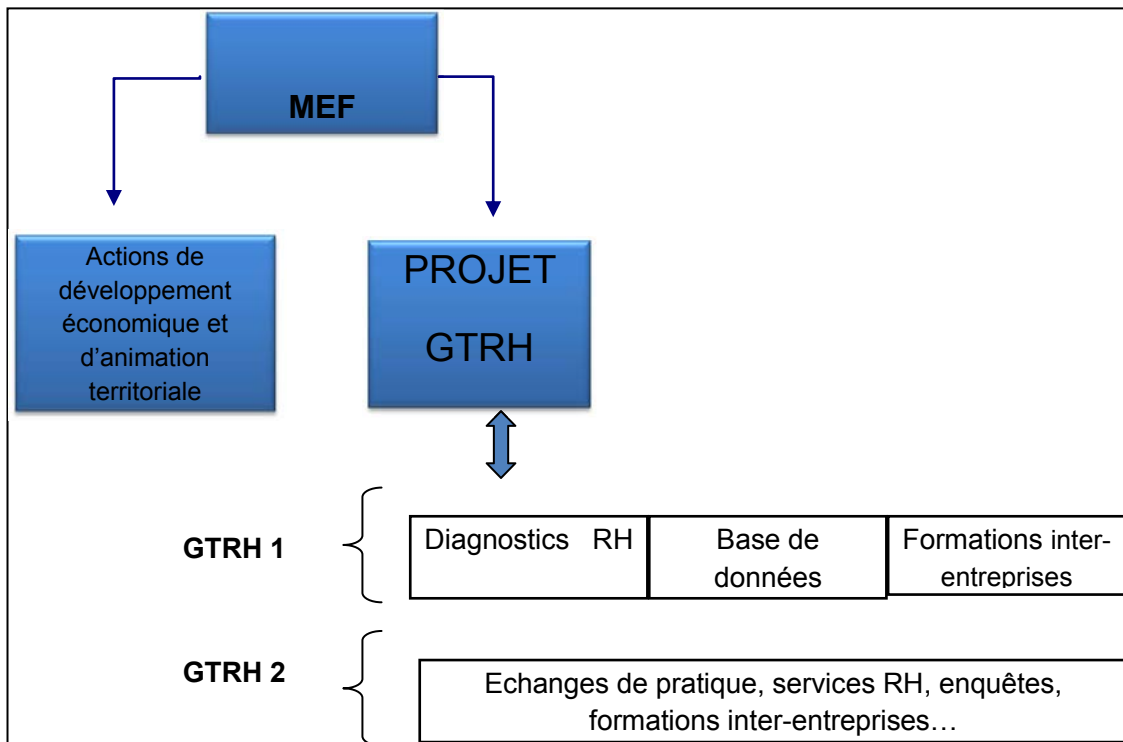 MEF
Actions de
développement
économique et
d’animation
territoriale
PROJET
GTRH
GTRH 1
Diagnostics RH
Base de
données
Formations inter-
entreprises
GTRH 2
Echanges de pratique, services RH, enquêtes,
formations inter-entreprises…